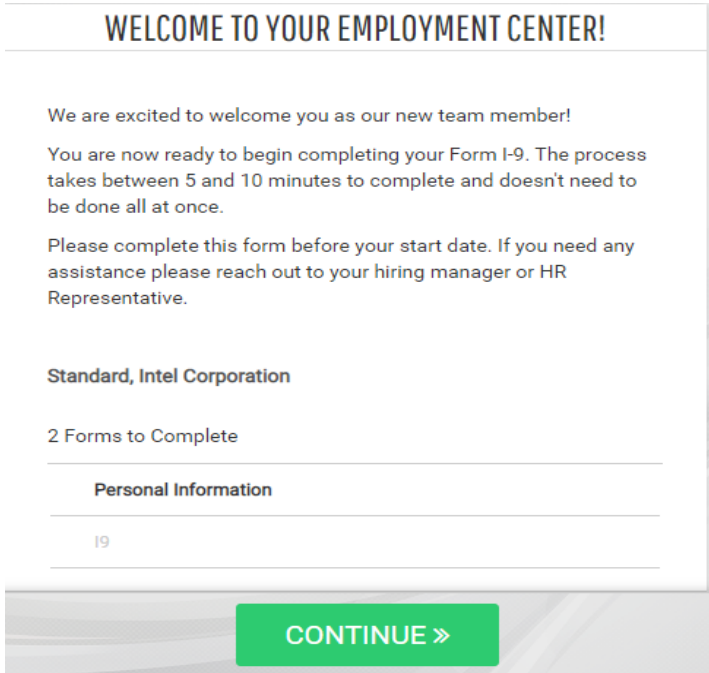 WELCOME TO YOUR EMPLOYMENT CENTER!
We are excited to welcome you as our new team member!
You are now ready to begin completing your Form I-9. The process
takes between 5 and 10 minutes to complete and doesn't need to
be done all at once.
Please complete this form before your start date. If you need any
assistance please reach out to your hiring manager or HR
Representative.
Standard, Intel Corporation
2 Forms to Complete
Personal Information
I9
CONTINUE »